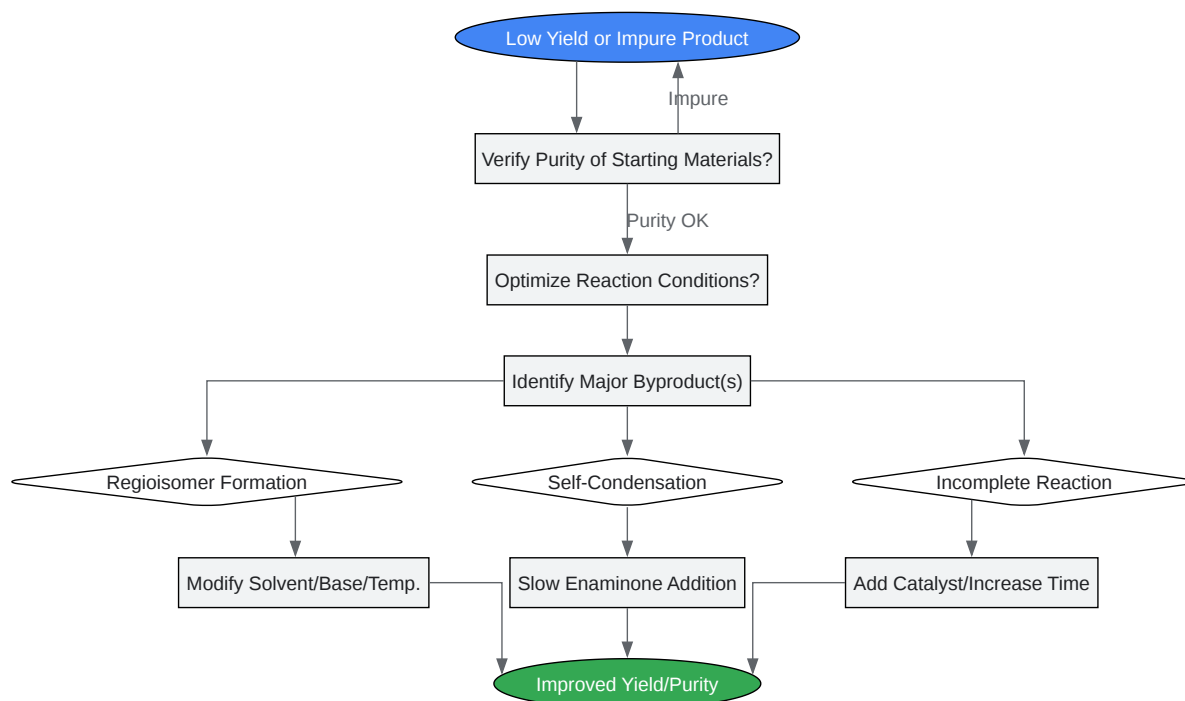 Low Yield or Impure Product
Impure
Verify Purity of Starting Materials?
Purity OK
Optimize Reaction Conditions?
Identify Major Byproduct(s)
Regioisomer Formation
Self-Condensation
Incomplete Reaction
Modify Solvent/Base/Temp.
Slow Enaminone Addition
Add Catalyst/Increase Time
Improved Yield/Purity